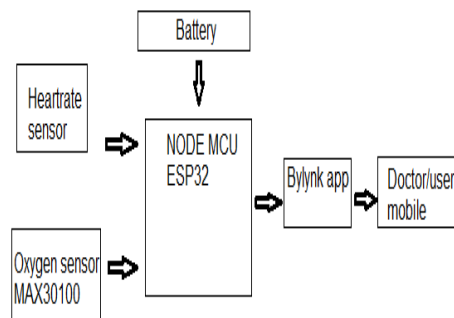 Battery
Heartrate
sensor
NODE MCU
ESP32
Bylynk app
Doctor/user
mobile
Oxygen sensor
MAX30100